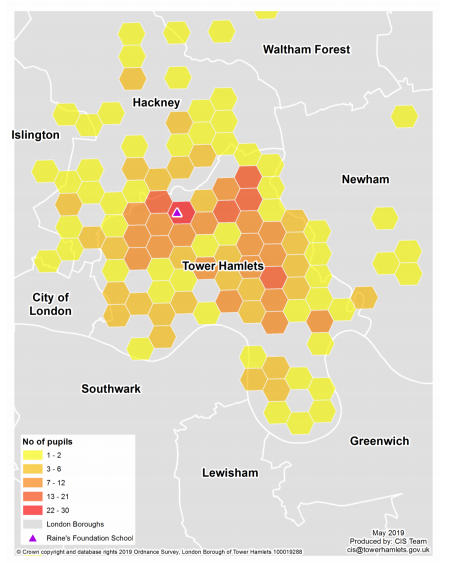 Waltham Forest
Hackney
Islington
Newham
Tower Hamlets
City of
London
Southwark
Greenwich
Lewisham
No of pupils
1 - 2
3 - 6
7 - 12
13 - 21
22 - 30
London Boroughs
Raine's Foundation School
May 2019
Produced by: CIS Team
cis@towerhamlets.gov.uk
© Crown copyright and database rights 2019 Ordnance Survey, London Borough of Tower Hamlets 100019288